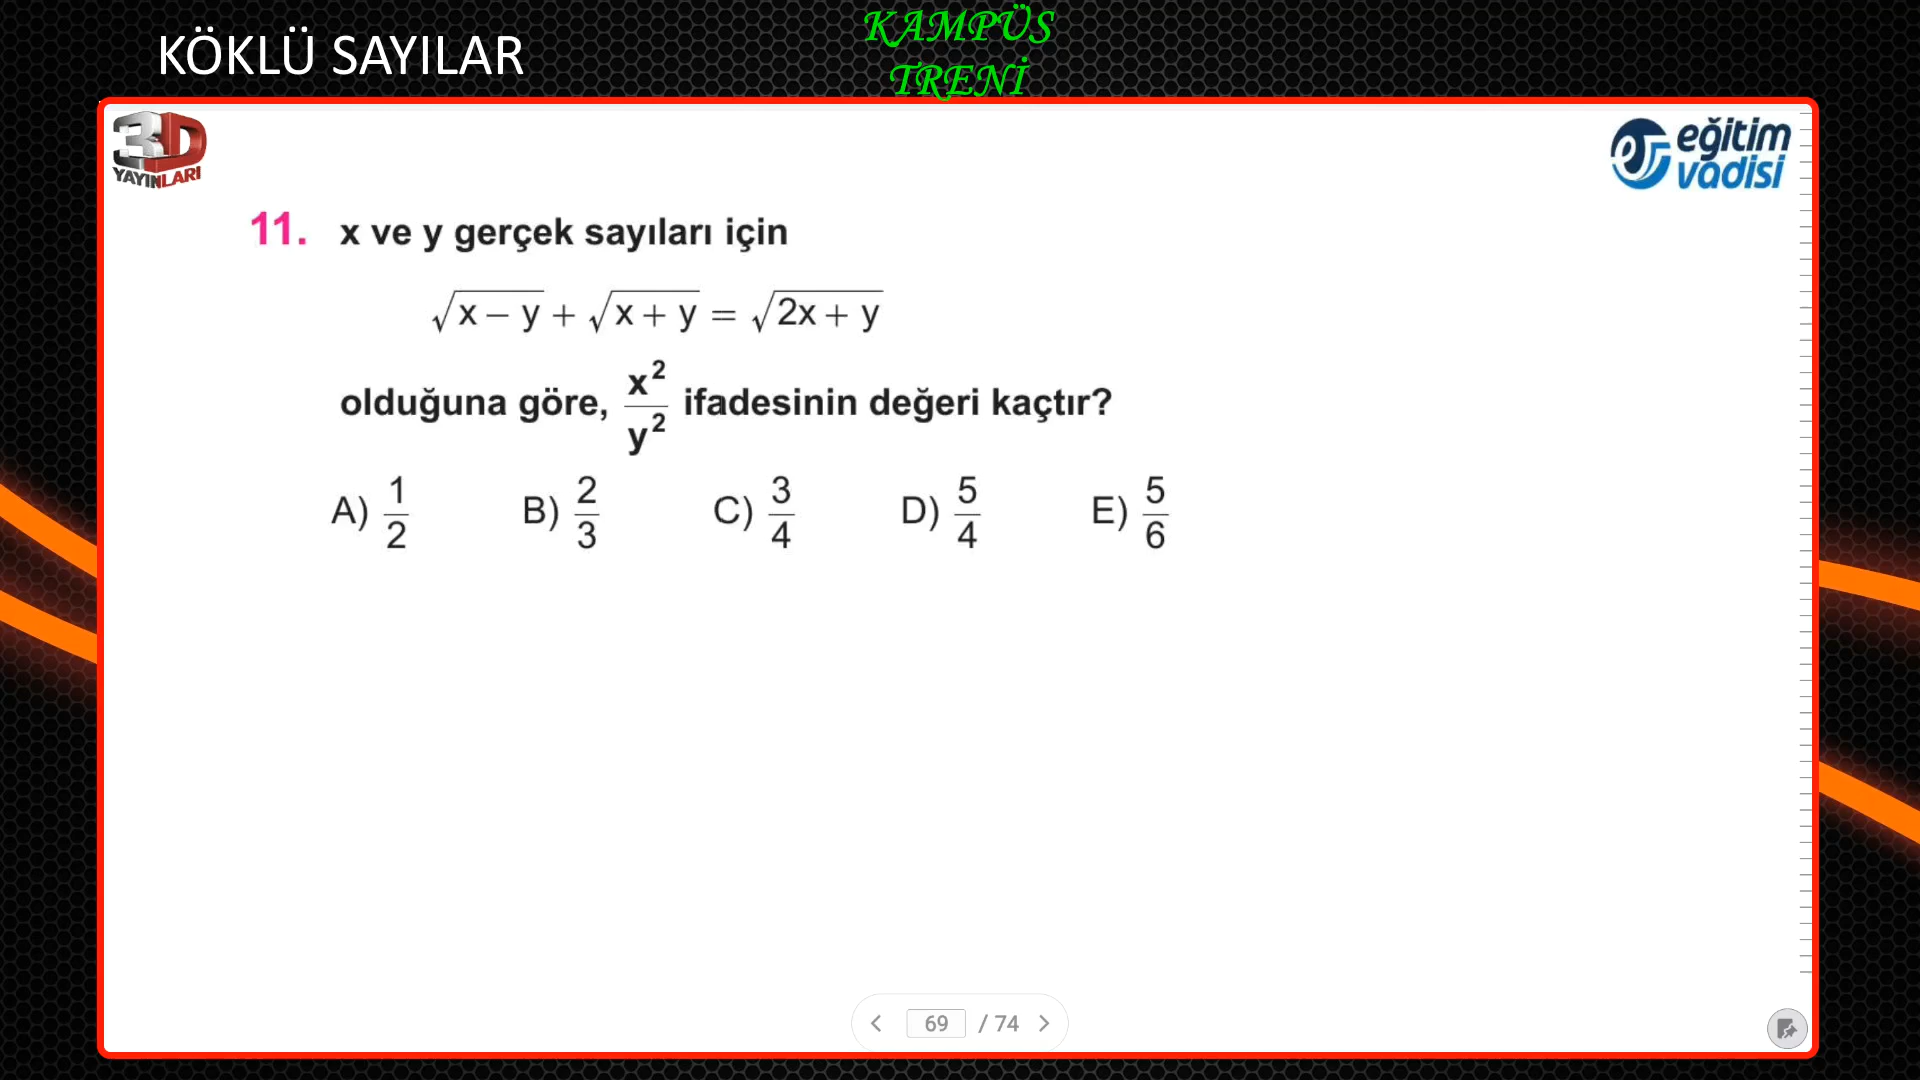 KÖKLÜ SAYILAR
KAMPÜS
TRENİ
3D
YAYINLARI
eğitim
vadisi
11. x ve y gerçek sayıları için
√(x − y) + √(x + y) = √(2x + y)
olduğuna göre, x²/y² ifadesinin değeri kaçtır?
A) 1/2 B) 2/3 C) 3/4 D) 5/4 E) 5/6
69 / 74